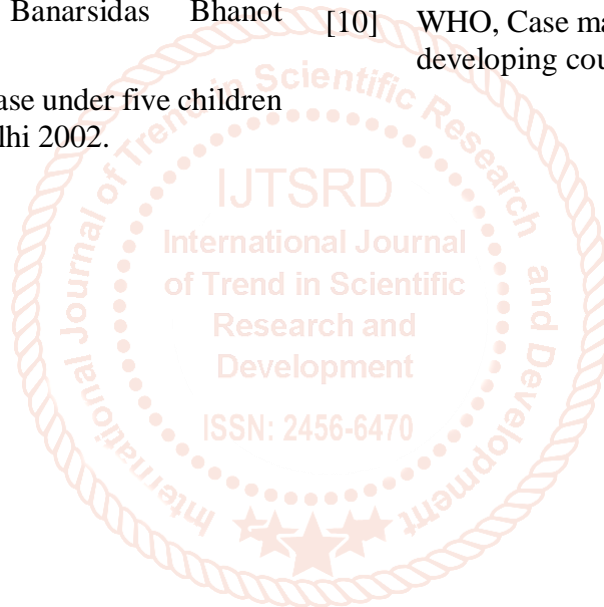 Banarsidas Bhanot
ase under five children
lhi 2002.
[10] WHO, Case ma
developing cou
International Journal of Trend in Scientific Research and Development
IJTSRD
International Journal
of Trend in Scientific
Research and
Development
ISSN: 2456-6470